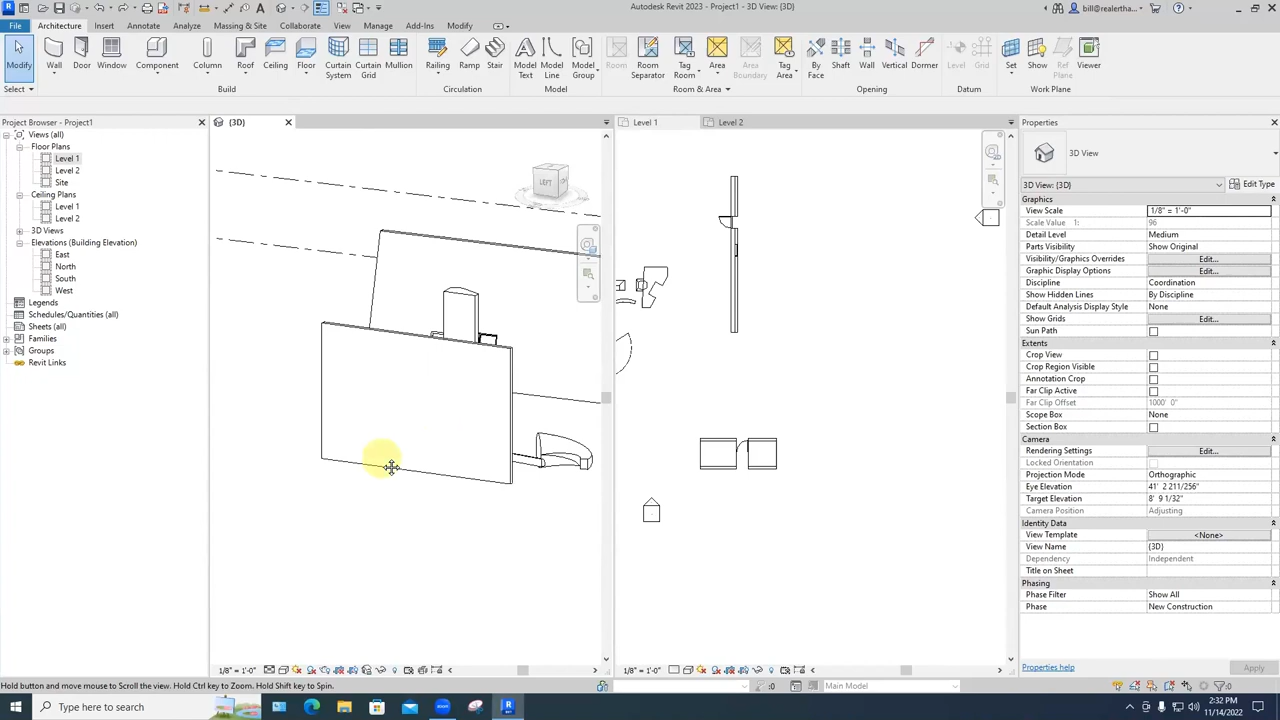 Autodesk Revit 2023 - Project1 - 3D View: {3D}
bill@realertha...
File Architecture Insert Annotate Analyze Massing & Site Collaborate View Manage Add-Ins Modify
Modify Wall Door Window Component Column Roof Ceiling Floor Curtain System Curtain Grid Mullion Railing Ramp Stair Model Text Model Line Model Group Room Room Separator Tag Room Area Area Boundary Tag Area By Face Shaft Wall Vertical Dormer Level Grid Set Show Ref Plane Viewer
Select Build Circulation Model Room & Area Opening Datum Work Plane
Project Browser - Project1
Views (all)
Floor Plans
Level 1
Level 2
Site
Ceiling Plans
Level 1
Level 2
3D Views
Elevations (Building Elevation)
East
North
South
West
Legends
Schedules/Quantities (all)
Sheets (all)
Families
Groups
Revit Links
{3D}
LEFT
Level 1 Level 2
Properties
3D View
3D View: {3D} Edit Type
Graphics
View Scale 1/8" = 1'-0"
Scale Value 1: 96
Detail Level Medium
Parts Visibility Show Original
Visibility/Graphics Overrides Edit...
Graphic Display Options Edit...
Discipline Coordination
Show Hidden Lines By Discipline
Default Analysis Display Style None
Show Grids Edit...
Sun Path
Extents
Crop View
Crop Region Visible
Annotation Crop
Far Clip Active
Far Clip Offset 1000' 0"
Scope Box None
Section Box
Camera
Rendering Settings Edit...
Locked Orientation
Projection Mode Orthographic
Eye Elevation 41' 2 211/256"
Target Elevation 8' 9 1/32"
Camera Position Adjusting
Identity Data
View Template <None>
View Name {3D}
Dependency Independent
Title on Sheet
Phasing
Phase Filter Show All
Phase New Construction
Properties help Apply
1/8" = 1'-0"
1/8" = 1'-0"
Hold button and move mouse to Scroll the view. Hold Ctrl key to Zoom. Hold Shift key to Spin.
:0 Main Model :0
Type here to search
2:32 PM
11/14/2022